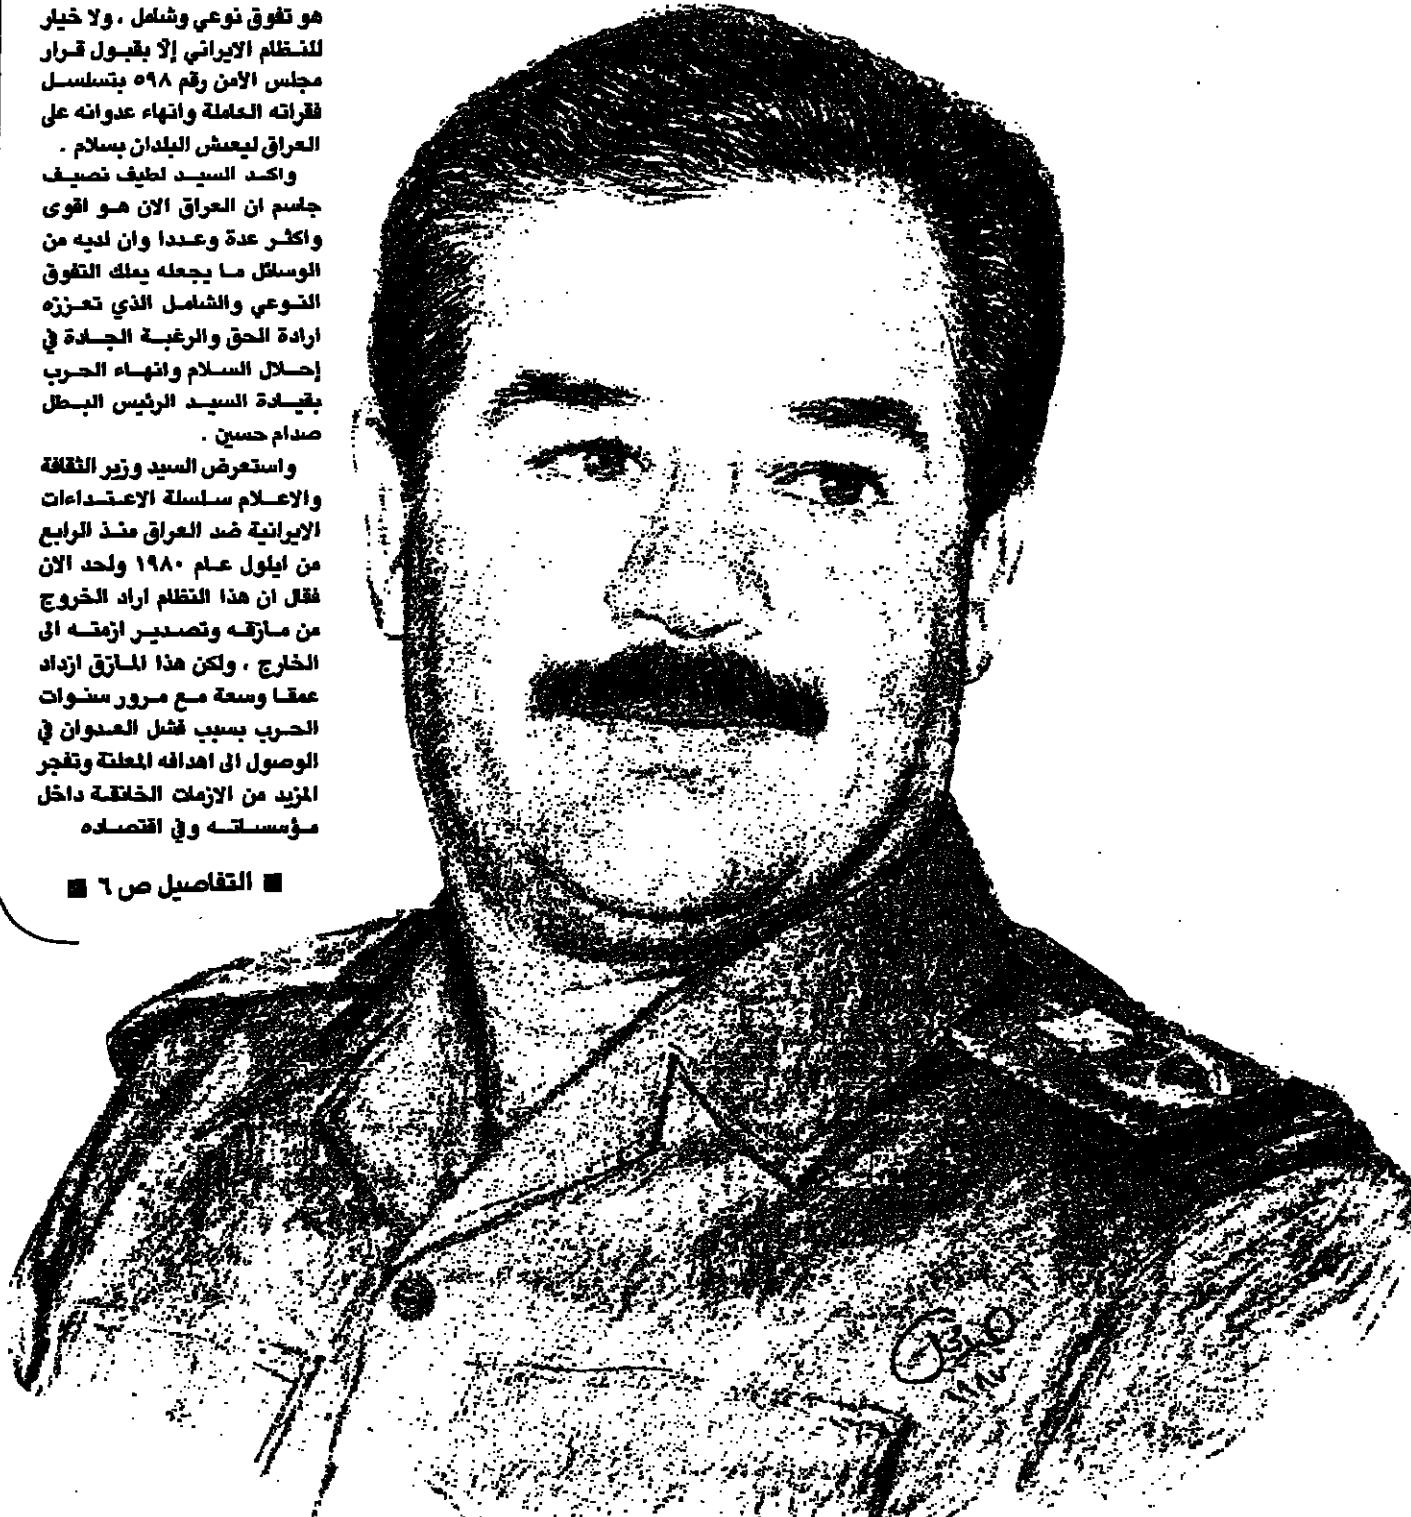 هو تفوق نوعي وشامل ، ولا خيار
للنظام الايراني إلّا بقبول قرار
مجلس الأمن رقم ٥٩٨ بتسلسل
فقراته الكاملة وانهاء عدوانه على
العراق ليعيش البلدان بسلام .
واكد السيد لطيف نصيف
جاسم ان العراق الان هو اقوى
واكثر عدة وعددا وان لديه من
الوسائل ما يجعله يملك التفوق
النوعي والشامل الذي تعززه
ارادة الحق والرغبة الجادة في
إحلال السلام وانهاء الحرب
بقيادة السيد الرئيس البطل
صدام حسين .
واستعرض السيد وزير الثقافة
والاعلام سلسلة الاعتداءات
الايرانية ضد العراق منذ الرابع
من ايلول عام ١٩٨٠ ولحد الان
فقال ان هذا النظام اراد الخروج
من مأزقه وتصدير ازمته الى
الخارج ، ولكن هذا المأزق ازداد
عمقا وسعة مع مرور سنوات
الحرب بسبب فشل العدوان في
الوصول الى اهدافه المعلنة وتفجر
المزيد من الازمات الخانقة داخل
مؤسساته وفي اقتصاده
■ التفاصيل ص ٦ ■